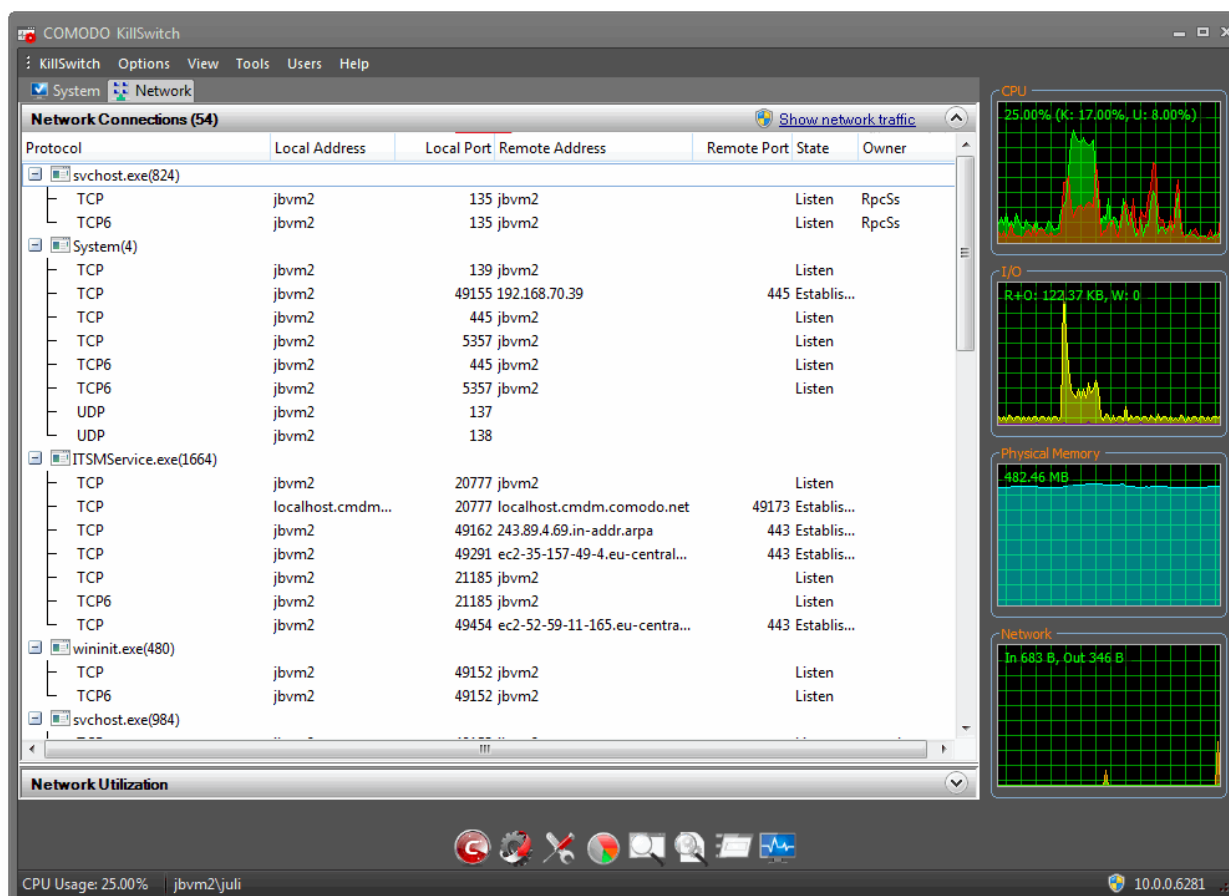 COMODO KillSwitch
KillSwitch Options View Tools Users Help
System Network
Network Connections (54) Show network traffic
Protocol Local Address Local Port Remote Address Remote Port State Owner
svchost.exe(824)
TCP jbvm2 135 jbvm2 Listen RpcSs
TCP6 jbvm2 135 jbvm2 Listen RpcSs
System(4)
TCP jbvm2 139 jbvm2 Listen
TCP jbvm2 49155 192.168.70.39 445 Establis...
TCP jbvm2 445 jbvm2 Listen
TCP jbvm2 5357 jbvm2 Listen
TCP6 jbvm2 445 jbvm2 Listen
TCP6 jbvm2 5357 jbvm2 Listen
UDP jbvm2 137
UDP jbvm2 138
ITSMService.exe(1664)
TCP jbvm2 20777 jbvm2 Listen
TCP localhost.cmdm... 20777 localhost.cmdm.comodo.net 49173 Establis...
TCP jbvm2 49162 243.89.4.69.in-addr.arpa 443 Establis...
TCP jbvm2 49291 ec2-35-157-49-4.eu-central... 443 Establis...
TCP jbvm2 21185 jbvm2 Listen
TCP6 jbvm2 21185 jbvm2 Listen
TCP jbvm2 49454 ec2-52-59-11-165.eu-centra... 443 Establis...
wininit.exe(480)
TCP jbvm2 49152 jbvm2 Listen
TCP6 jbvm2 49152 jbvm2 Listen
svchost.exe(984)
Network Utilization
CPU
25.00% (K: 17.00%, U: 8.00%)
I/O
R+O: 122.37 KB, W: 0
Physical Memory
482.46 MB
Network
In 683 B, Out 346 B
CPU Usage: 25.00% jbvm2\juli 10.0.0.6281